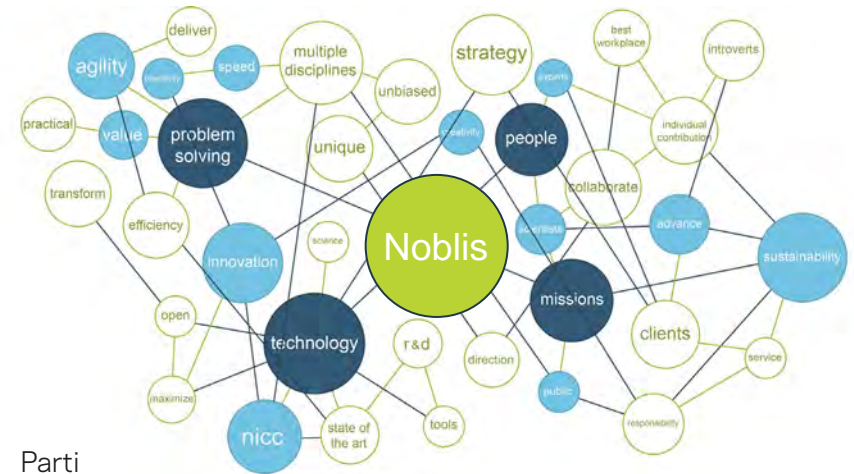 deliver
agility
speed
multiple
disciplines
strategy
best
workplace
introverts
unbiased
practical
value
problem
solving
unique
creativity
people
experts
individual
contribution
transform
efficiency
collaborate
scientists
advance
innovation
science
Noblis
sustainability
missions
open
technology
r&d
direction
clients
service
maximize
public
nicc
state of
the art
tools
responsibility
Parti